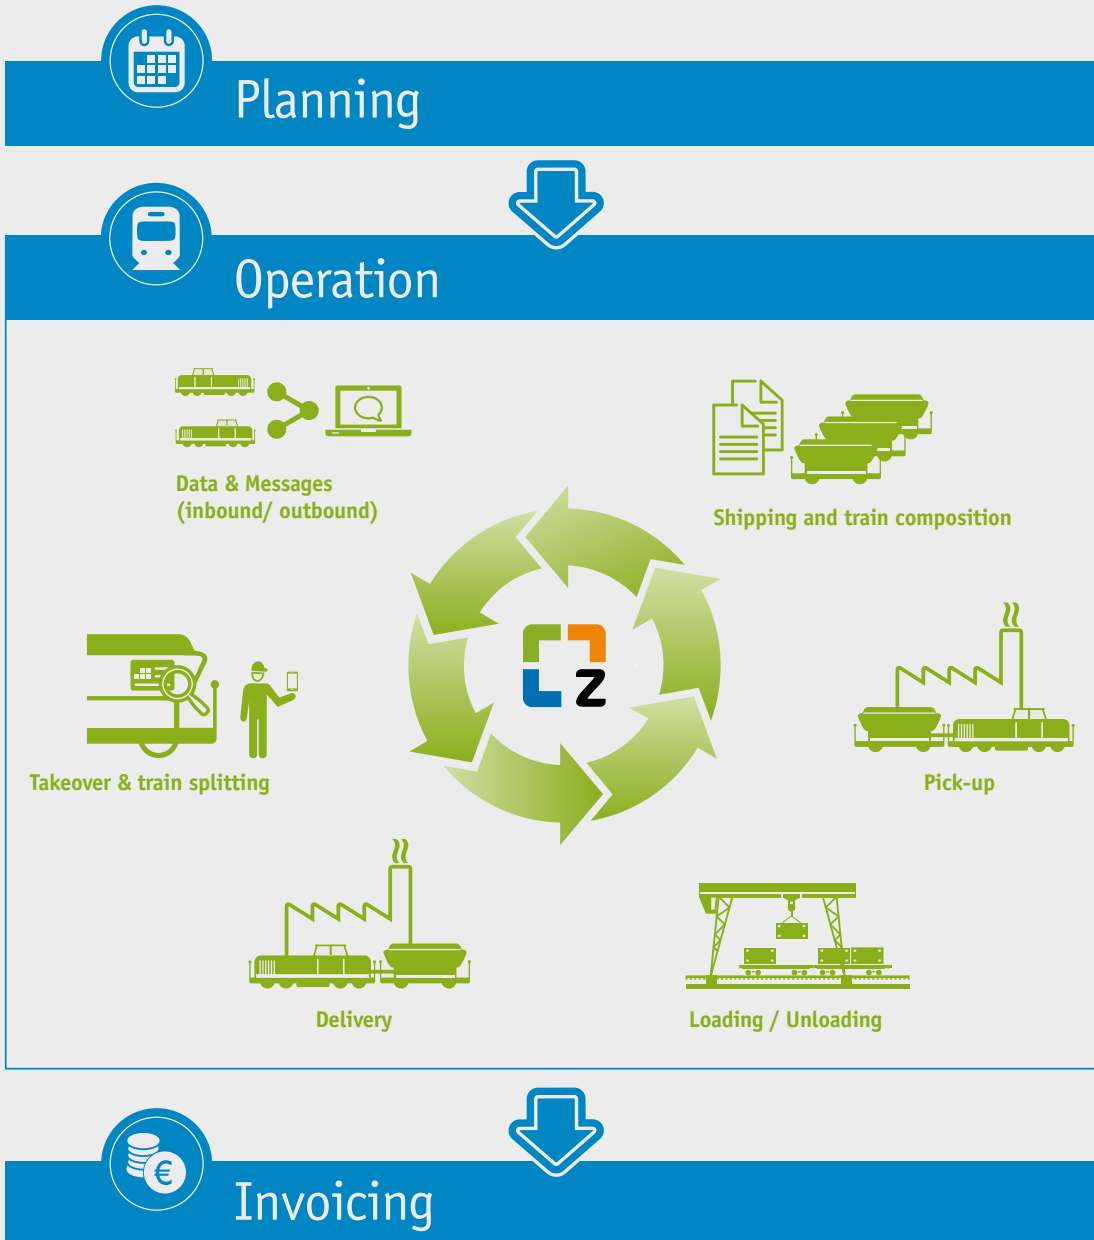 Planning
Operation
Data & Messages
(inbound/ outbound)
Shipping and train composition
z
Takeover & train splitting
Pick-up
Delivery
Loading / Unloading
€
Invoicing